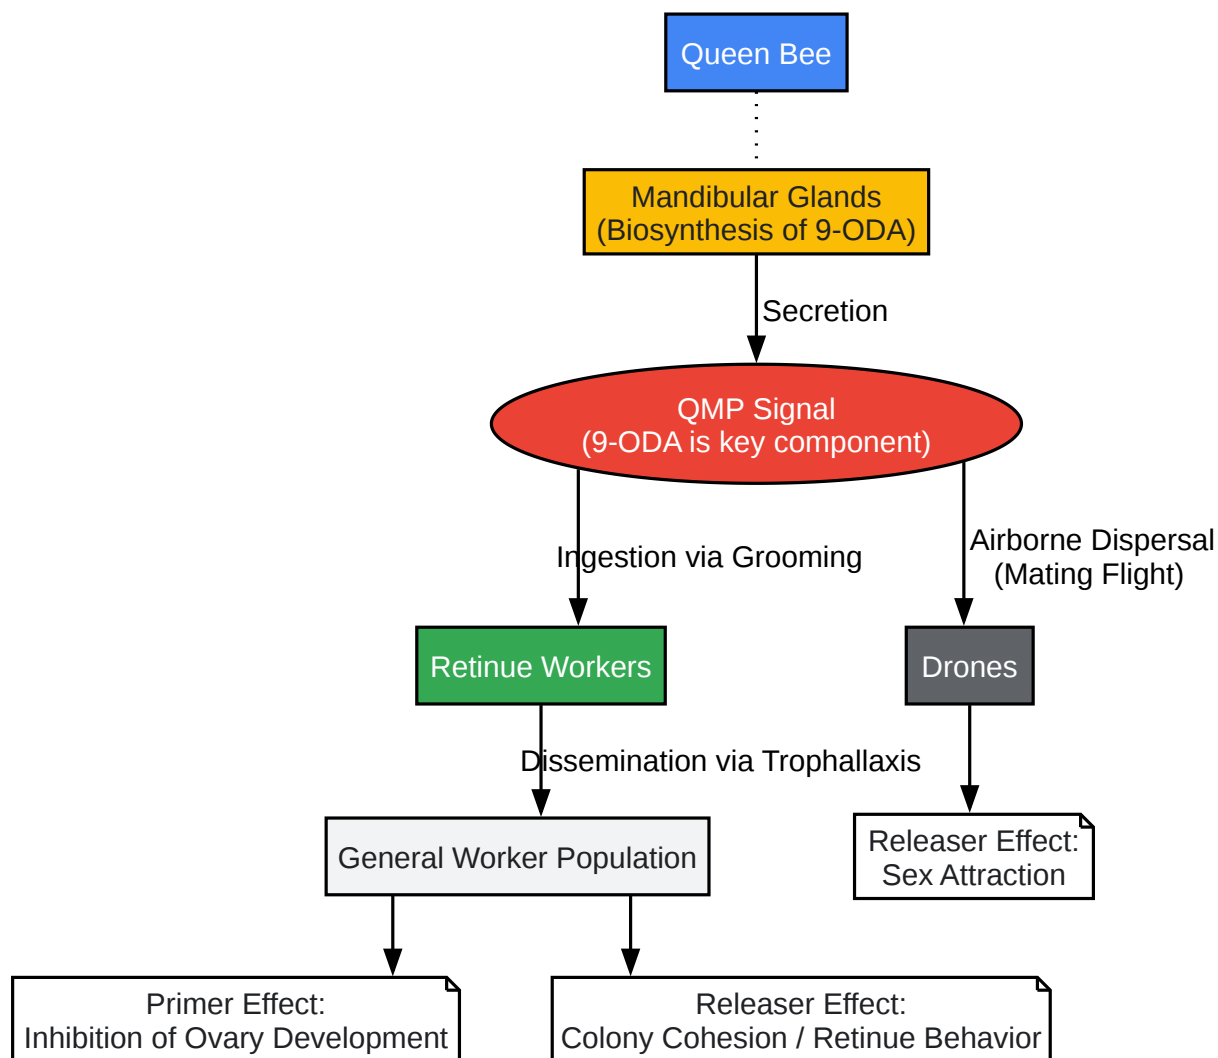 Queen Bee
Mandibular Glands
(Biosynthesis of 9-ODA)
Secretion
QMP Signal
(9-ODA is key component)
Ingestion via Grooming
Airborne Dispersal
(Mating Flight)
Retinue Workers
Drones
Dissemination via Trophallaxis
General Worker Population
Releaser Effect:
Sex Attraction
Primer Effect:
Inhibition of Ovary Development
Releaser Effect:
Colony Cohesion / Retinue Behavior